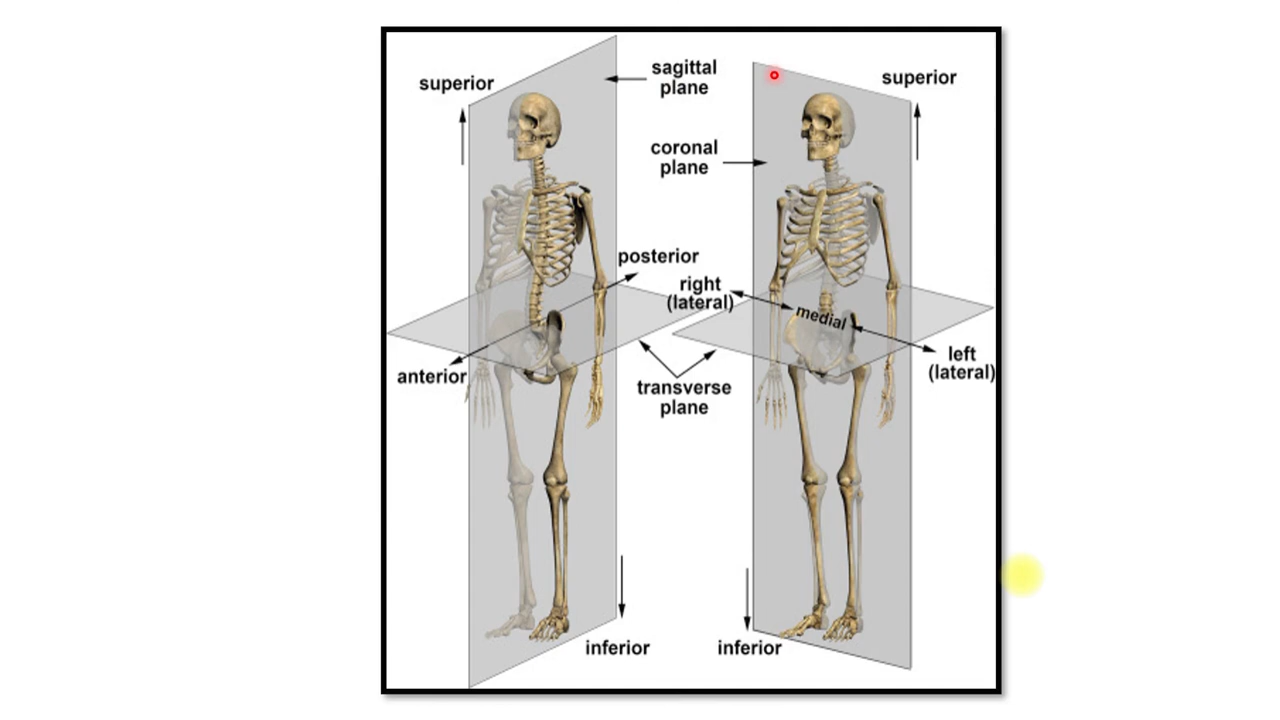 superior
sagittal
plane
superior
coronal
plane
posterior
right
(lateral)
medial
anterior
left
(lateral)
transverse
plane
inferior
inferior